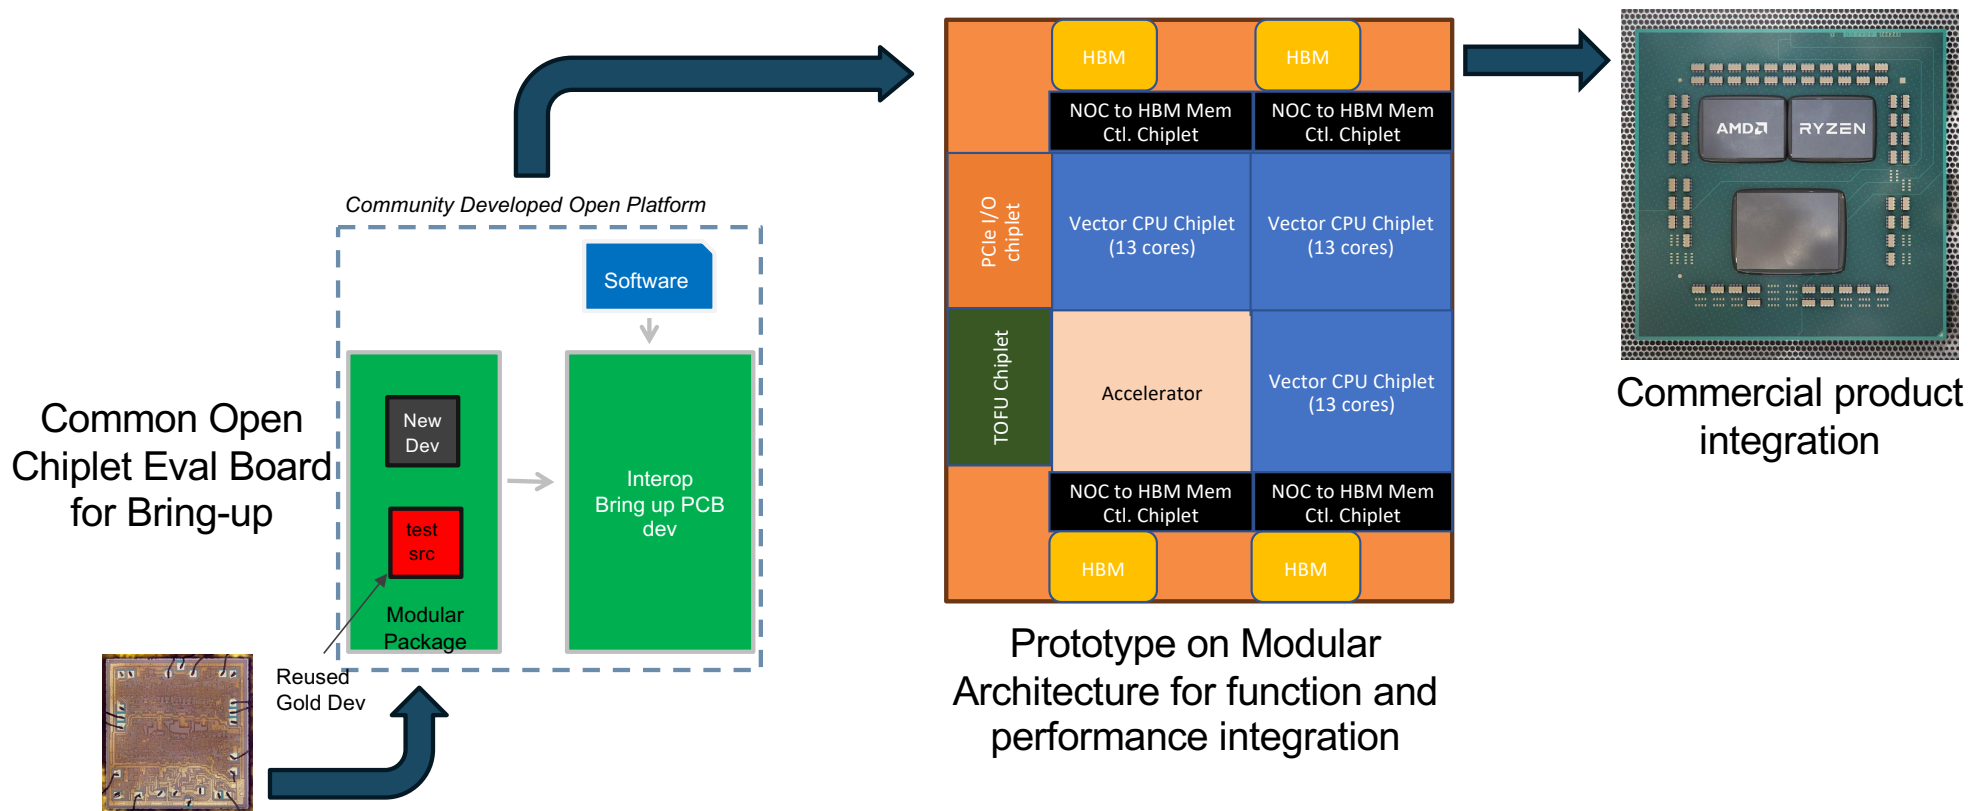 Common Open
Chiplet Eval Board
for Bring-up
Community Developed Open Platform
Software
New
Dev
test
src
Modular
Package
Interop
Bring up PCB
dev
Reused
Gold Dev
HBM
HBM
NOC to HBM Mem
Ctl. Chiplet
NOC to HBM Mem
Ctl. Chiplet
PCIe I/O
chiplet
Vector CPU Chiplet
(13 cores)
Vector CPU Chiplet
(13 cores)
TOFU Chiplet
Accelerator
Vector CPU Chiplet
(13 cores)
NOC to HBM Mem
Ctl. Chiplet
NOC to HBM Mem
Ctl. Chiplet
HBM
HBM
Prototype on Modular
Architecture for function and
performance integration
AMD
RYZEN
Commercial product
integration